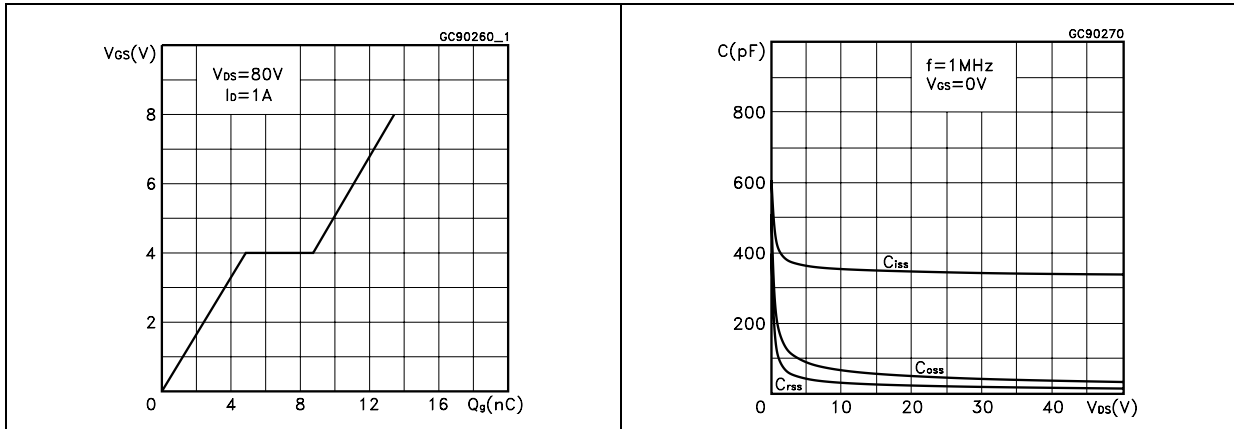 GC90260_1
VGS(V)
VDS=80V
ID=1A
8
6
4
2
0 4 8 12 16 Qg(nC)
GC90270
C(pF)
f=1MHz
VGS=0V
800
600
400
200
Ciss
Coss
Crss
0 10 20 30 40 VDS(V)